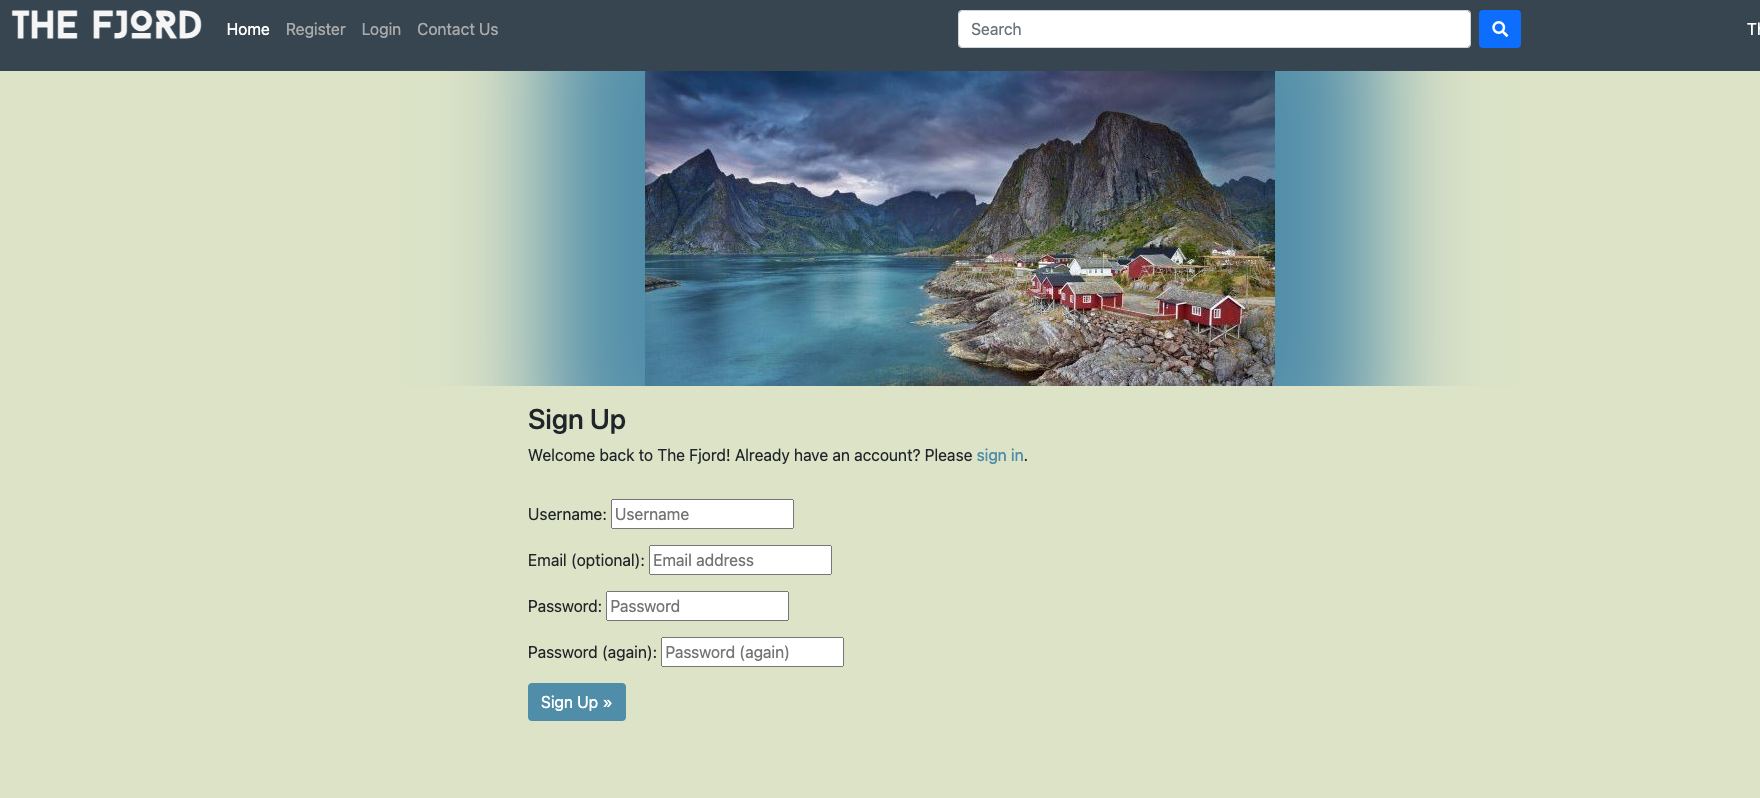 THE FJORD Home Register Login Contact Us Search
Sign Up
Welcome back to The Fjord! Already have an account? Please sign in.
Username: Username
Email (optional): Email address
Password: Password
Password (again): Password (again)
Sign Up »